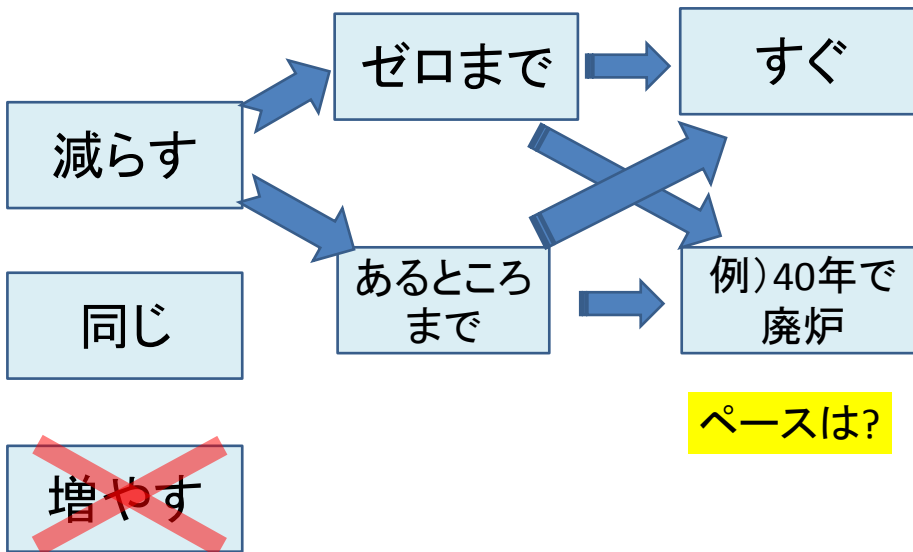 減らす
同じ
増やす
ゼロまで
あるところ
まで
すぐ
例）40年で
廃炉
ペースは?